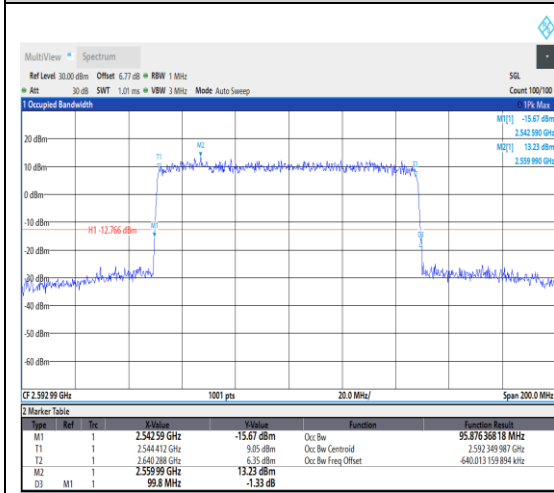 MultiView Spectrum
Ref Level 30.00 dBm Offset 6.77 dB RBW 1 MHz SGL
Att 30 dB SWT 1.01 ms VBW 3 MHz Mode Auto Sweep Count 100/100
1 Occupied Bandwidth 1Pk Max
M1[1] -15.67 dBm
2.542 590 GHz
M2[1] 13.23 dBm
2.559 990 GHz
20 dBm
M2
T1
10 dBm
0 dBm
-10 dBm
H1 -12.766 dBm
M1
D3
-20 dBm
-30 dBm
-40 dBm
-50 dBm
-60 dBm
CF 2.592 99 GHz 1001 pts 20.0 MHz/ Span 200.0 MHz
2 Marker Table
Type Ref Trc X-Value Y-Value Function Function Result
M1 1 2.542 59 GHz -15.67 dBm Occ Bw 95.876 368 18 MHz
T1 1 2.544 412 GHz 9.05 dBm Occ Bw Centroid 2.592 349 987 GHz
T2 1 2.640 288 GHz 6.35 dBm Occ Bw Freq Offset -640.013 159 894 kHz
M2 1 2.559 99 GHz 13.23 dBm
D3 M1 1 99.8 MHz -1.33 dB